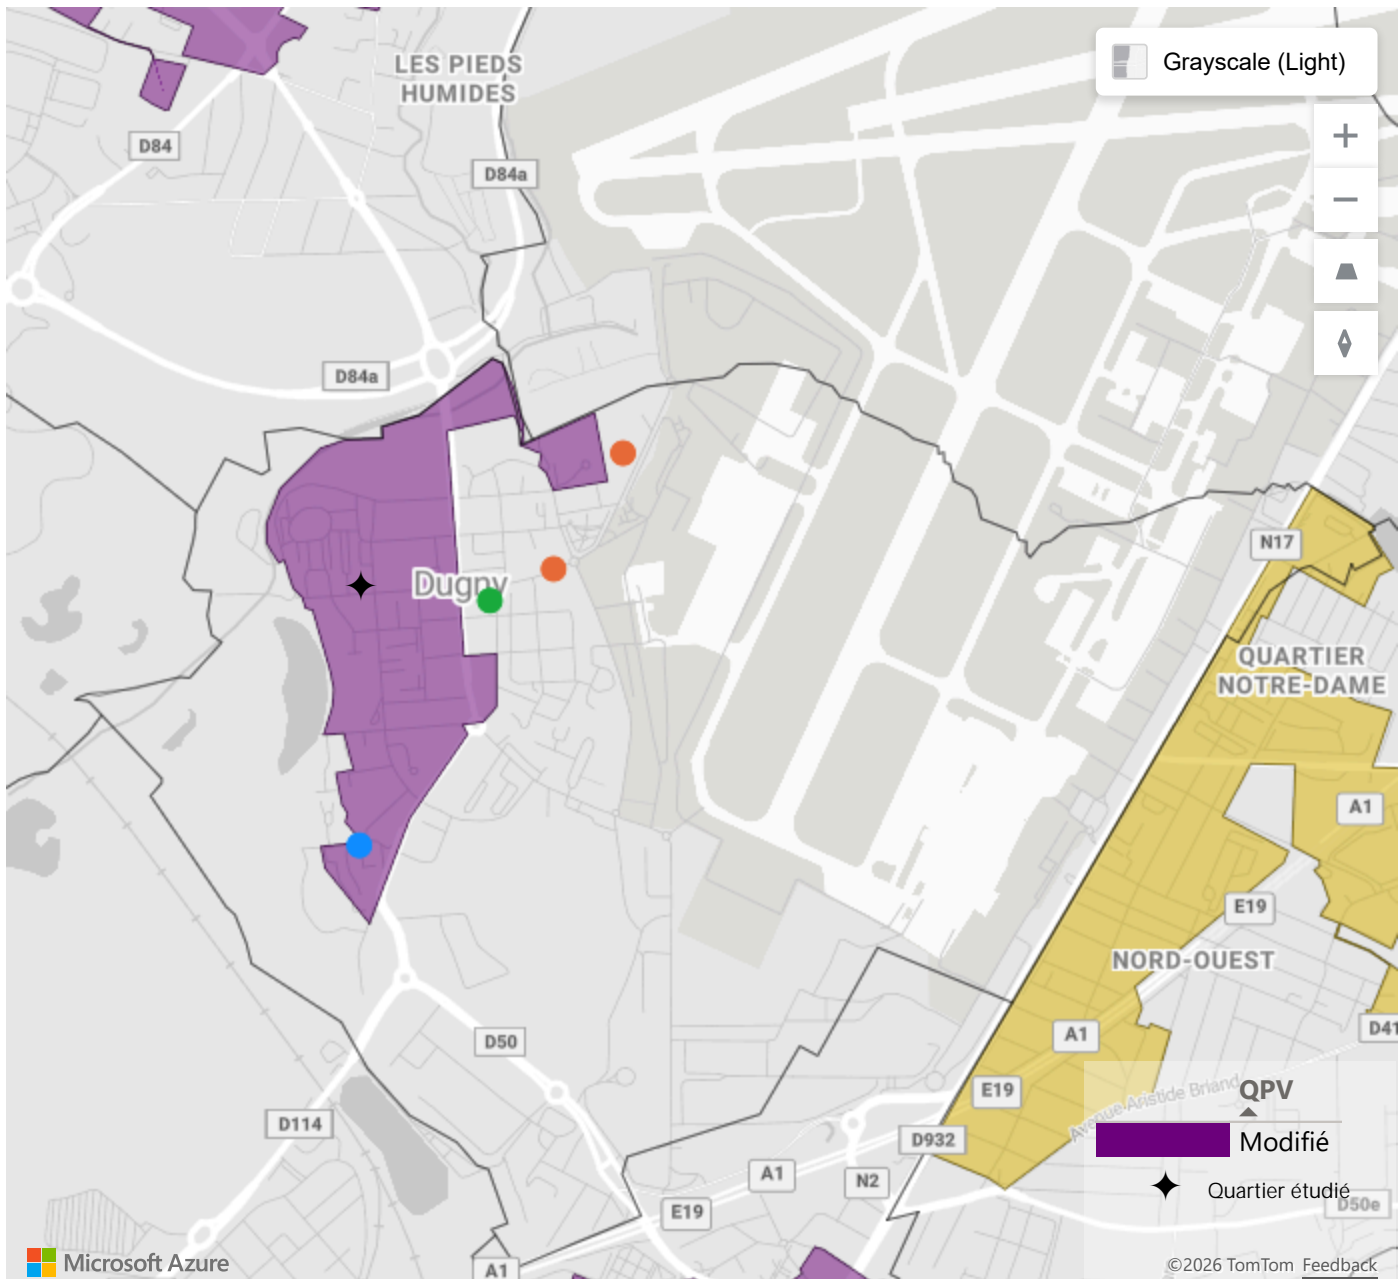 LES PIEDS
HUMIDES
Grayscale (Light)
D84
D84a
D84a
N17
Dugny
QUARTIER
NOTRE-DAME
A1
E19
NORD-OUEST
D41
A1
D50
E19
QPV
Avenue Aristide Briand
D114
D932
Modifié
A1
N2
Quartier étudié
D50e
E19
Microsoft Azure
A1
©2026 TomTom Feedback